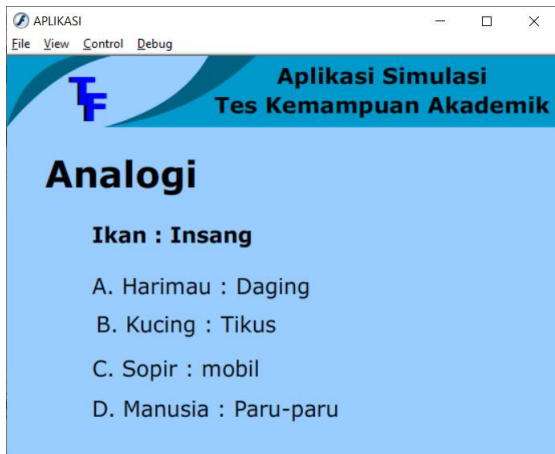 APLIKASI
File View Control Debug
TF
Aplikasi Simulasi
Tes Kemampuan Akademik
Analogi
Ikan : Insang
A. Harimau : Daging
B. Kucing : Tikus
C. Sopir : mobil
D. Manusia : Paru-paru